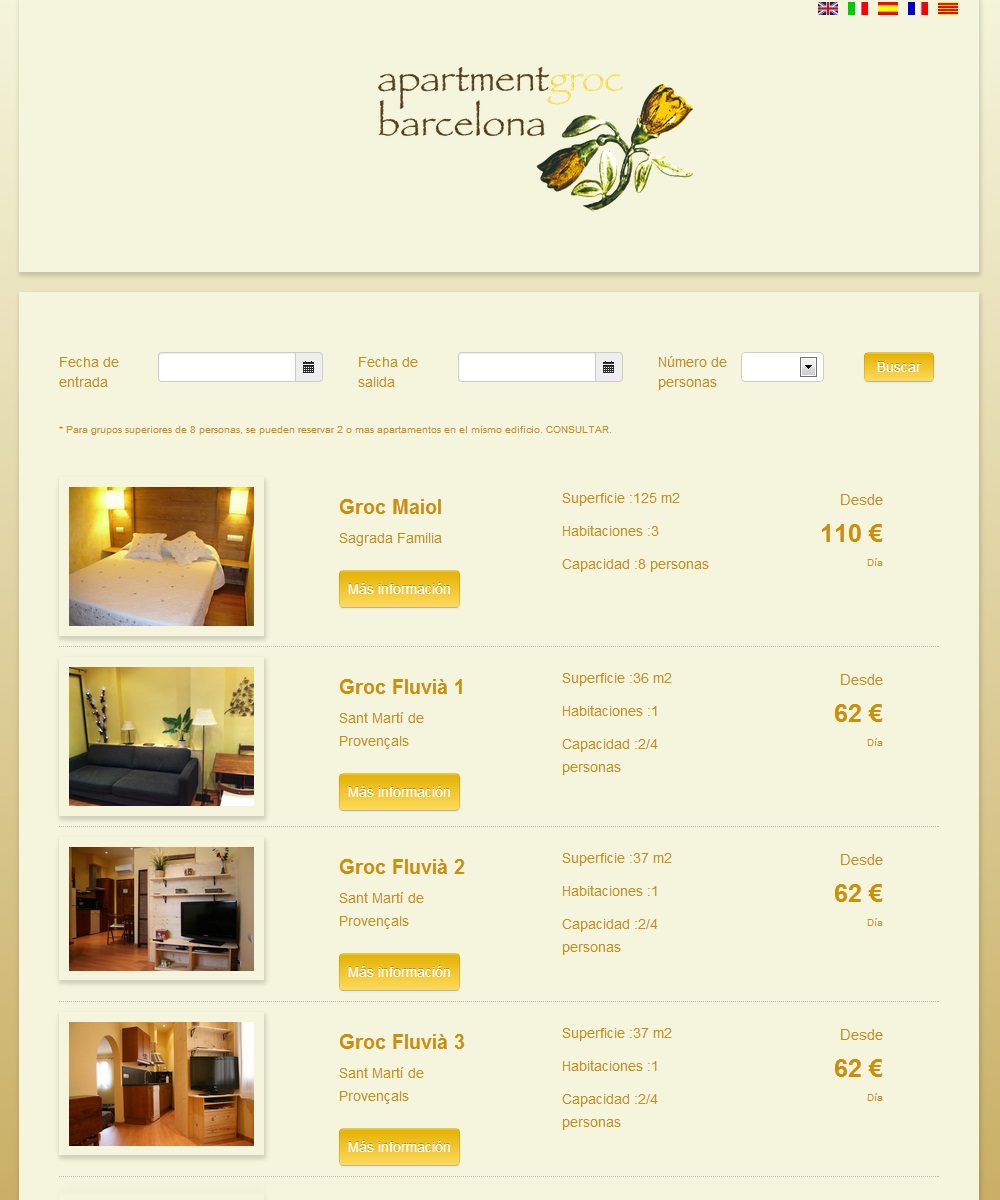 apartmentgroc
barcelona
Fecha de
entrada
Fecha de
salida
Número de
personas
Buscar
* Para grupos superiores de 8 personas, se pueden reservar 2 o mas apartamentos en el mismo edificio. CONSULTAR.
Groc Maiol
Sagrada Familia
Más información
Superficie :125 m2
Habitaciones :3
Capacidad :8 personas
Desde
110 €
Día
Groc Fluvià 1
Sant Martí de
Provençals
Más información
Superficie :36 m2
Habitaciones :1
Capacidad :2/4
personas
Desde
62 €
Día
Groc Fluvià 2
Sant Martí de
Provençals
Más información
Superficie :37 m2
Habitaciones :1
Capacidad :2/4
personas
Desde
62 €
Día
Groc Fluvià 3
Sant Martí de
Provençals
Más información
Superficie :37 m2
Habitaciones :1
Capacidad :2/4
personas
Desde
62 €
Día